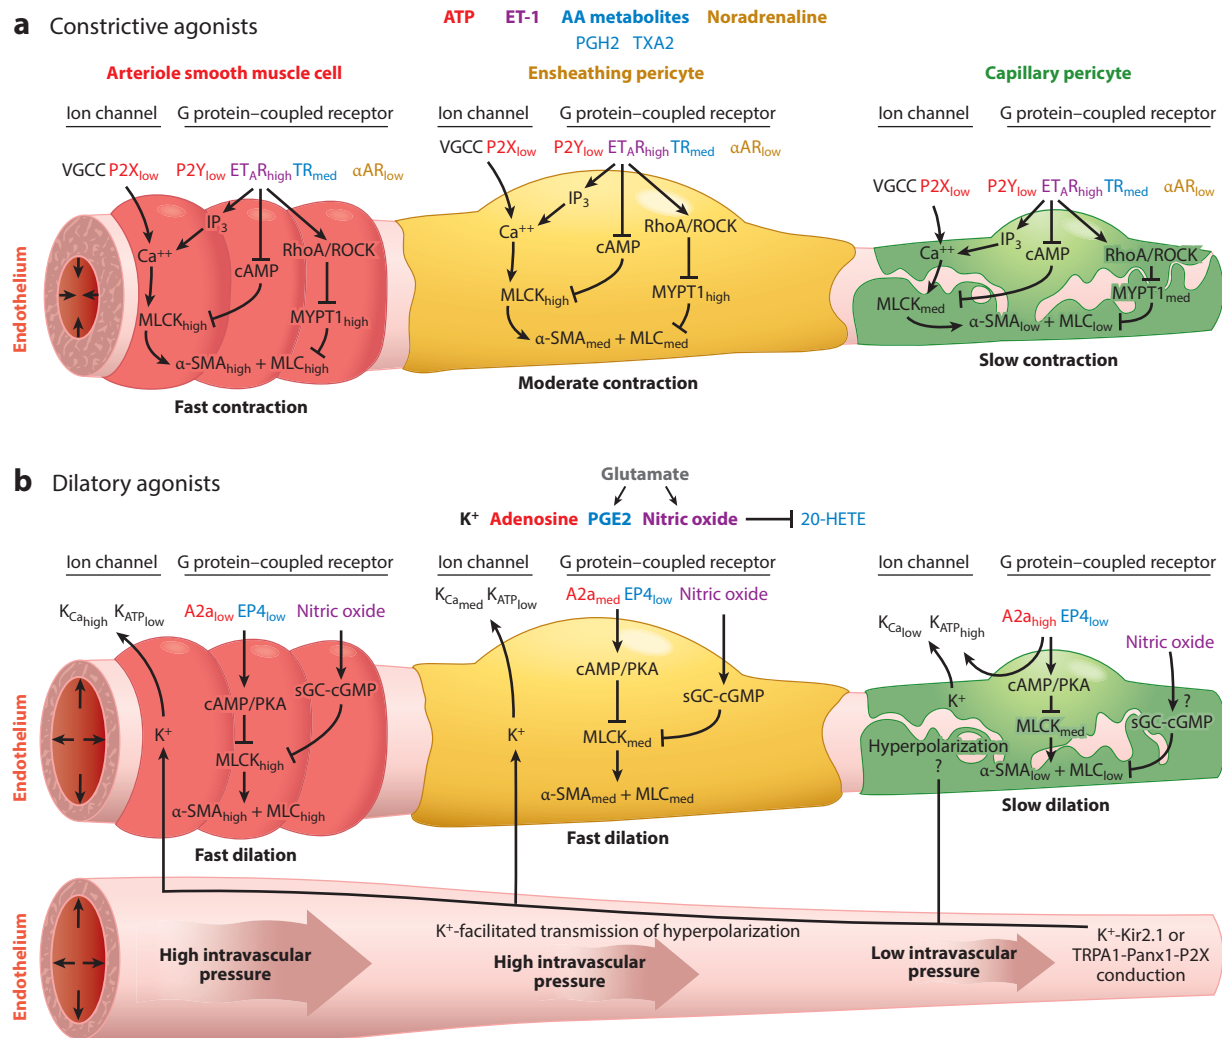 a Constrictive agonists
ATP ET-1 AA metabolites Noradrenaline
PGH2 TXA2
Arteriole smooth muscle cell
Ion channel G protein–coupled receptor
VGCC P2Xlow P2Ylow ETARhigh TRmed αARlow
IP3
Ca++
cAMP
RhoA/ROCK
MLCKhigh
MYPT1high
α-SMAhigh + MLChigh
Fast contraction
Endothelium
Ensheathing pericyte
Ion channel G protein–coupled receptor
VGCC P2Xlow P2Ylow ETARhigh TRmed αARlow
IP3
Ca++
cAMP
RhoA/ROCK
MLCKhigh
MYPT1high
α-SMAmed + MLCmed
Moderate contraction
Capillary pericyte
Ion channel G protein–coupled receptor
VGCC P2Xlow P2Ylow ETARhigh TRmed αARlow
IP3
Ca++
cAMP
RhoA/ROCK
MLCKmed
MYPT1med
α-SMAlow + MLClow
Slow contraction
b Dilatory agonists
Glutamate
K+ Adenosine PGE2 Nitric oxide 20-HETE
Ion channel G protein–coupled receptor
KCahigh KATPlow A2alow EP4low Nitric oxide
cAMP/PKA
sGC-cGMP
K+
MLCKhigh
α-SMAhigh + MLChigh
Fast dilation
Endothelium
Ion channel G protein–coupled receptor
KCamed KATPlow A2amed EP4low Nitric oxide
cAMP/PKA
sGC-cGMP
K+
MLCKmed
α-SMAmed + MLCmed
Fast dilation
Ion channel G protein–coupled receptor
KCalow KATPhigh A2ahigh EP4low
Nitric oxide
cAMP/PKA
K+
?
sGC-cGMP
MLCKmed
Hyperpolarization
?
α-SMAlow + MLClow
Slow dilation
Endothelium
K+-facilitated transmission of hyperpolarization
High intravascular
pressure
High intravascular
pressure
Low intravascular
pressure
K+-Kir2.1 or
TRPA1-Panx1-P2X
conduction